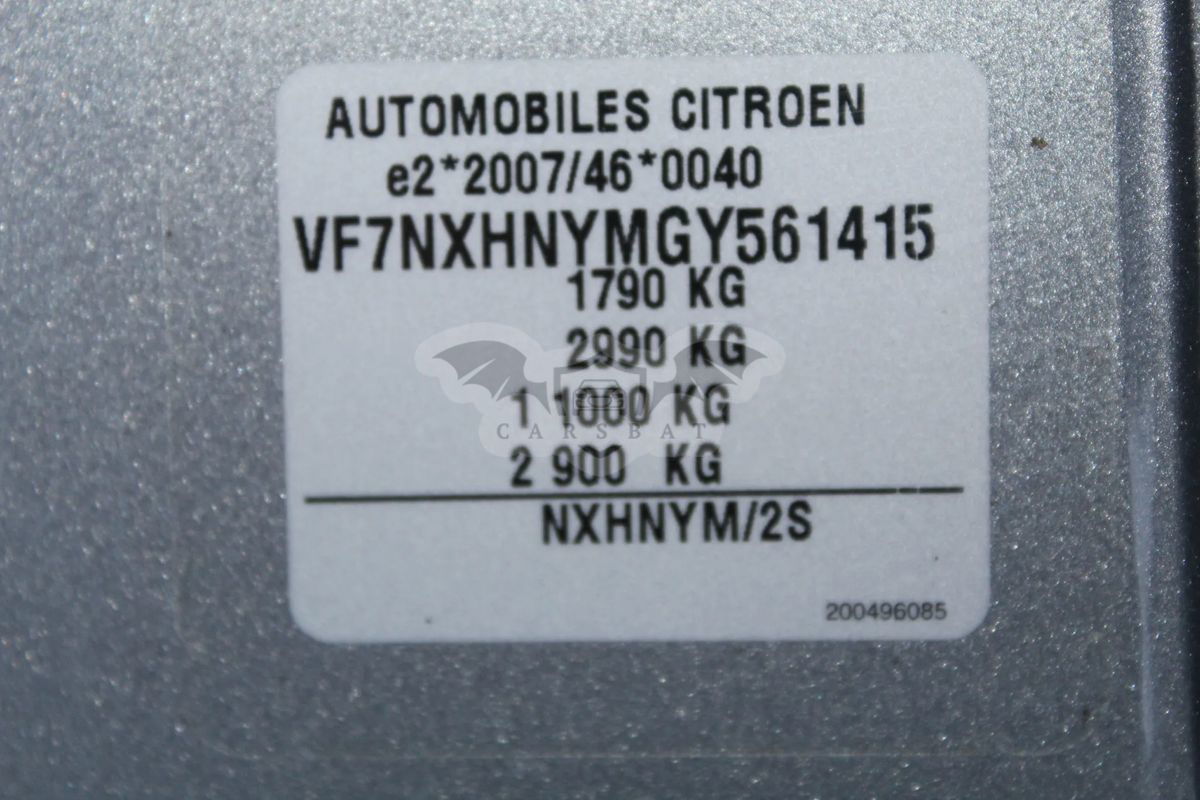 AUTOMOBILES CITROEN
e2*2007/46*0040
VF7NXHNYMGY561415
1790 KG
2990 KG
1 1000 KG
CARSBAT
2 900 KG
NXHNYM/2S
200496085